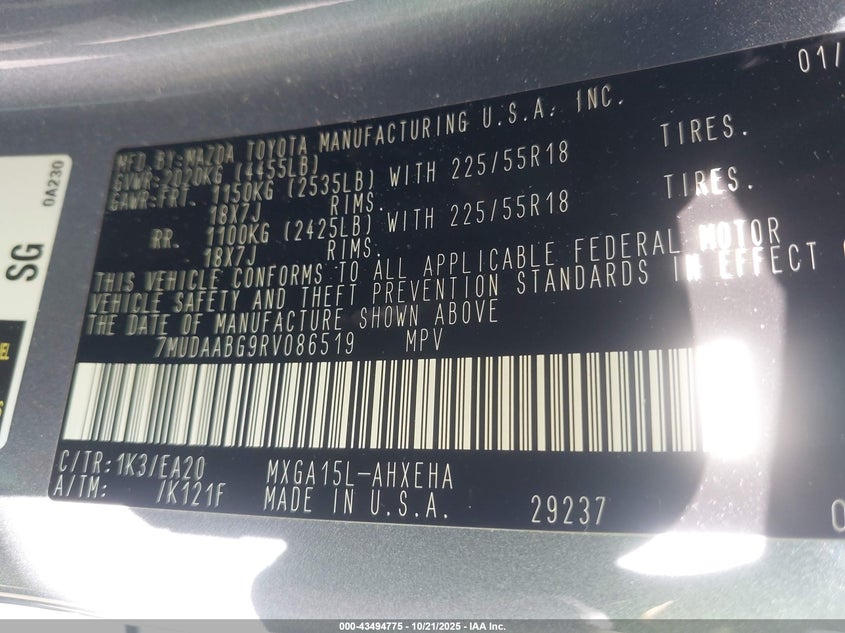 01/
MFD BY:MAZDA TOYOTA MANUFACTURING U.S.A. INC.
GVWR:2020KG (4455LB)
GAWR:FRT. 1150KG (2535LB) WITH 225/55R18 TIRES.
18X7J RIMS.
RR. 1100KG (2425LB) WITH 225/55R18 TIRES.
18X7J RIMS.
THIS VEHICLE CONFORMS TO ALL APPLICABLE FEDERAL MOTOR
VEHICLE SAFETY AND THEFT PREVENTION STANDARDS IN EFFECT
THE DATE OF MANUFACTURE SHOWN ABOVE
7MUDAABG9RV086519 MPV
C/TR:1K3/EA20 MXGA15L-AHXEHA
A/TM: /K121F MADE IN U.S.A. 29237
SG
0A230
000-43494775 - 10/21/2025 - IAA Inc.